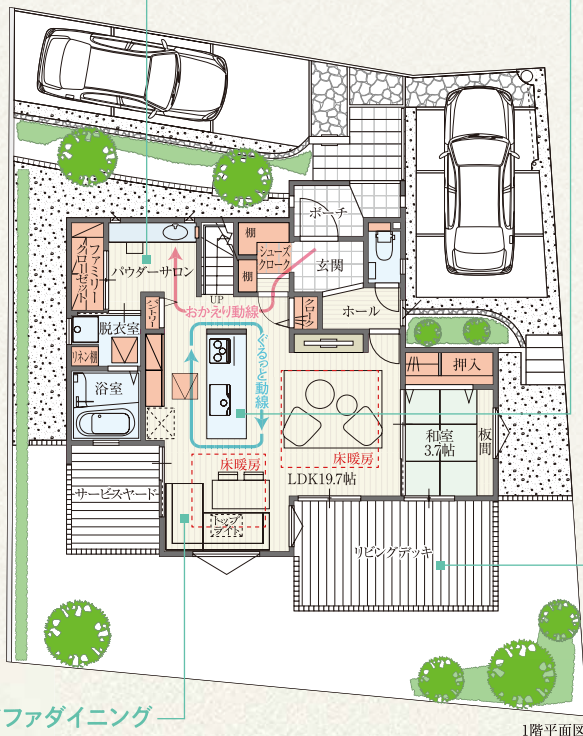 ポーチ
棚
シューズ
クローク
玄関
ファミリー
クローゼット
パウダーサロン
棚
UP
おかえり動線
クローク
ホール
パントリー
脱衣室
ぐるっと動線
リネン棚
押入
浴室
和室
3.7帖
板間
床暖房
床暖房
LDK19.7帖
サービスヤード
トップ
ライト
リビングデッキ
ファダイニング
1階平面図